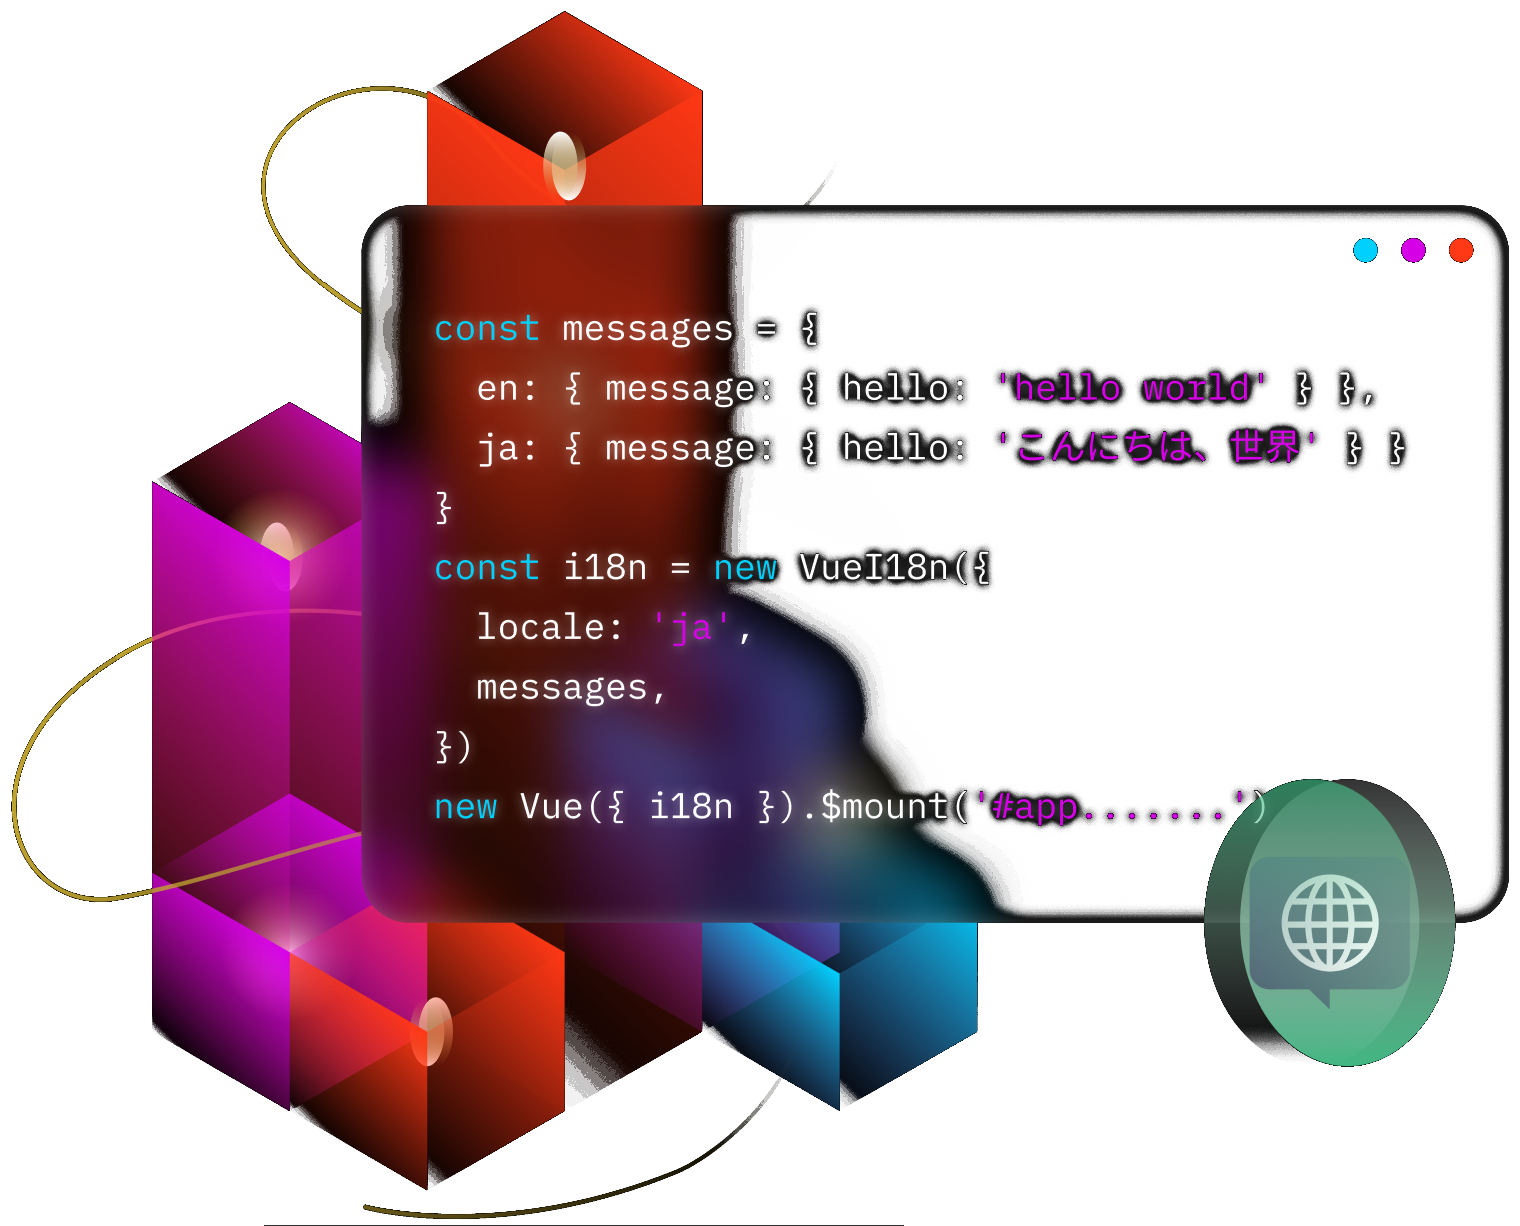 const messages = {
  en: { message: { hello: 'hello world' } },
  ja: { message: { hello: 'こんにちは、世界' } }
}
const i18n = new VueI18n({
  locale: 'ja',
  messages,
})
new Vue({ i18n }).$mount('#app.......')